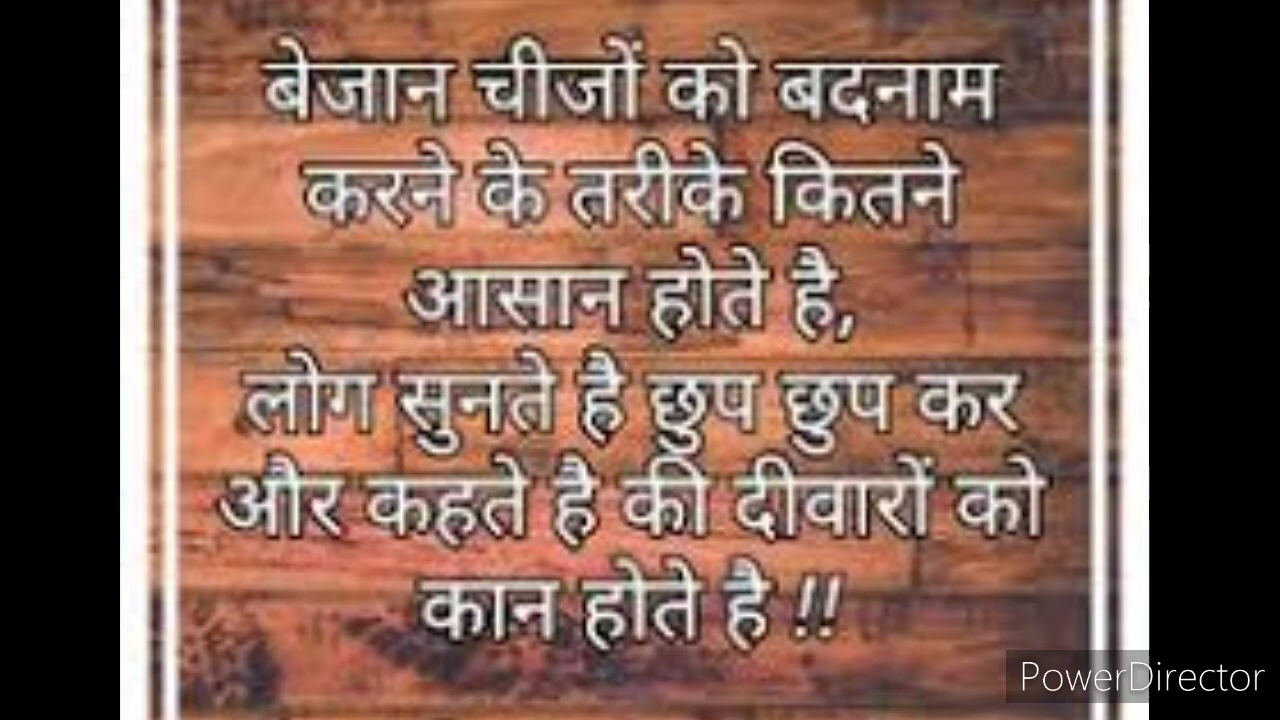 बेजान चीजों को बदनाम
करने के तरीके कितने
आसान होते है,
लोग सुनते है छुप छुप कर
और कहते है की दीवारों को
कान होते है !!
PowerDirector